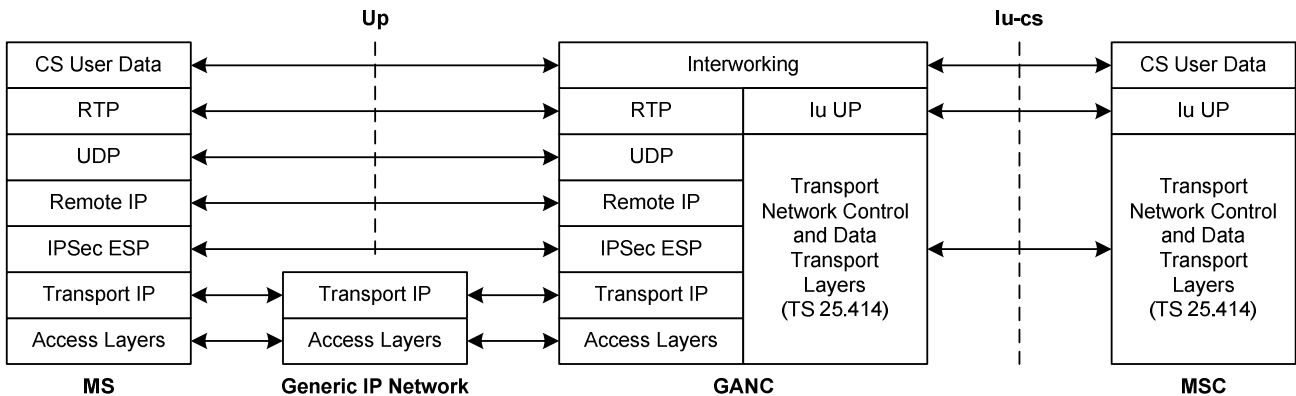 Up
Iu-cs
CS User Data
Interworking
CS User Data
RTP
RTP
Iu UP
Iu UP
UDP
UDP
Remote IP
Remote IP
IPSec ESP
IPSec ESP
Transport
Network Control
and Data
Transport
Layers
(TS 25.414)
Transport
Network Control
and Data
Transport
Layers
(TS 25.414)
Transport IP
Transport IP
Transport IP
Access Layers
Access Layers
Access Layers
MS
Generic IP Network
GANC
MSC